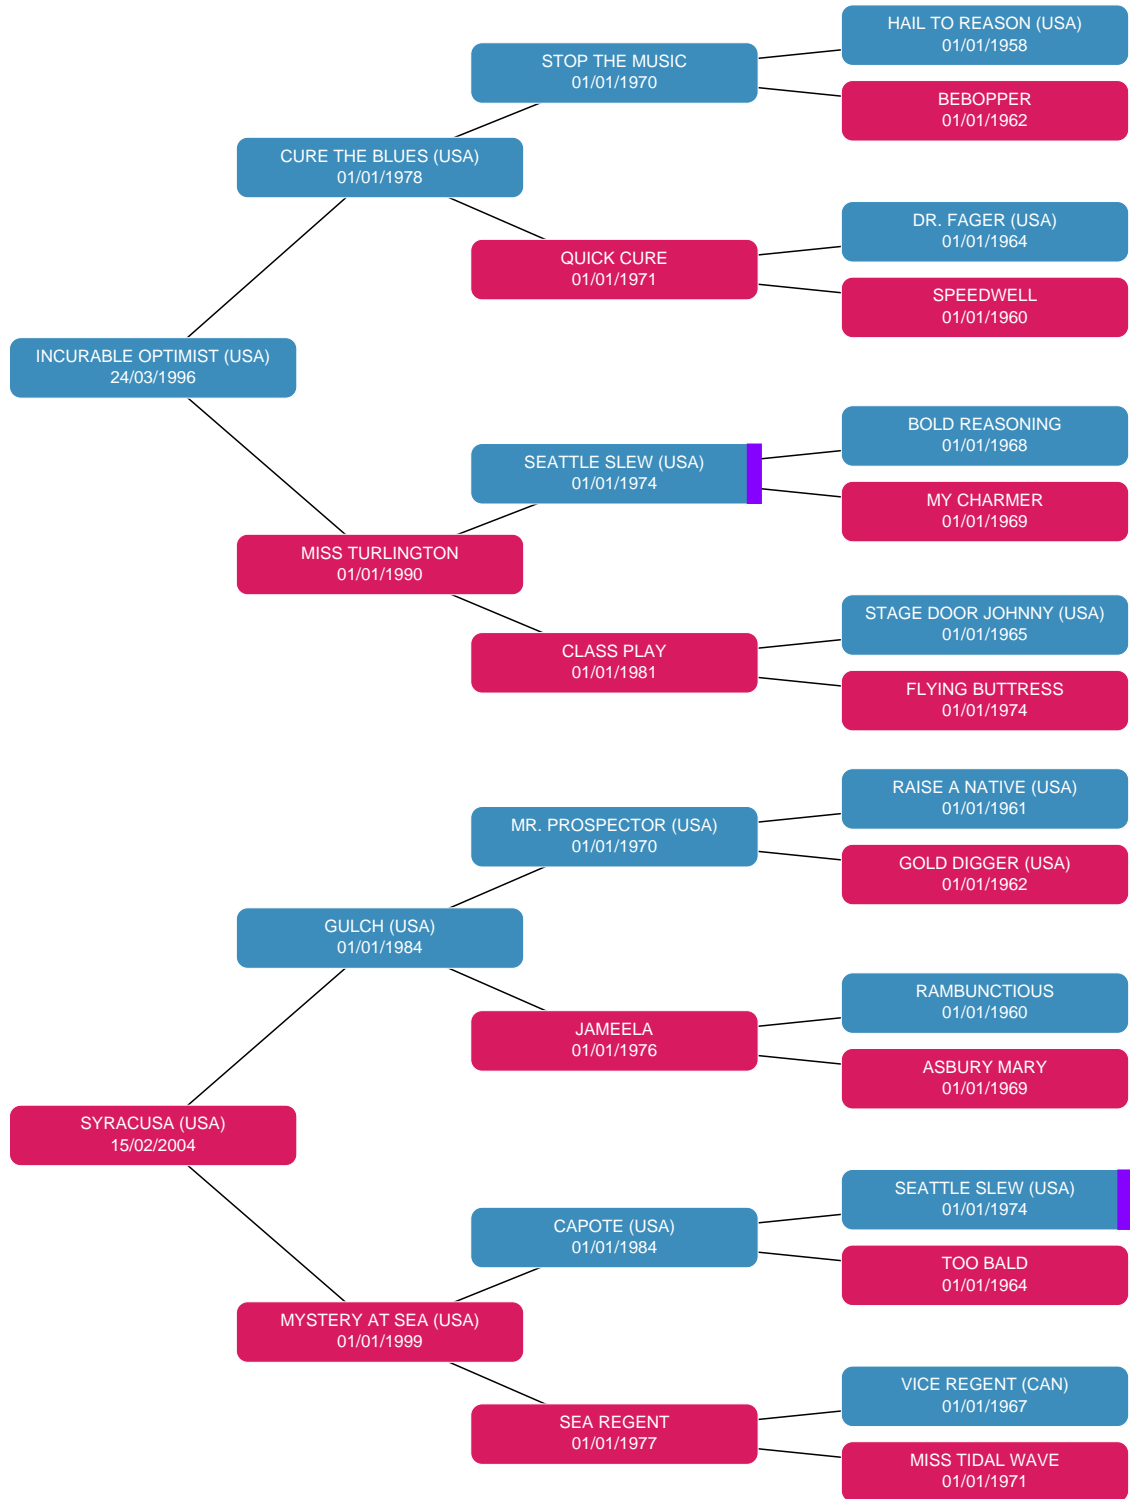 HAIL TO REASON (USA)
01/01/1958
STOP THE MUSIC
01/01/1970
BEBOPPER
01/01/1962
CURE THE BLUES (USA)
01/01/1978
DR. FAGER (USA)
01/01/1964
QUICK CURE
01/01/1971
SPEEDWELL
01/01/1960
INCURABLE OPTIMIST (USA)
24/03/1996
BOLD REASONING
01/01/1968
SEATTLE SLEW (USA)
01/01/1974
MY CHARMER
01/01/1969
MISS TURLINGTON
01/01/1990
STAGE DOOR JOHNNY (USA)
01/01/1965
CLASS PLAY
01/01/1981
FLYING BUTTRESS
01/01/1974
RAISE A NATIVE (USA)
01/01/1961
MR. PROSPECTOR (USA)
01/01/1970
GOLD DIGGER (USA)
01/01/1962
GULCH (USA)
01/01/1984
RAMBUNCTIOUS
01/01/1960
JAMEELA
01/01/1976
ASBURY MARY
01/01/1969
SYRACUSA (USA)
15/02/2004
SEATTLE SLEW (USA)
01/01/1974
CAPOTE (USA)
01/01/1984
TOO BALD
01/01/1964
MYSTERY AT SEA (USA)
01/01/1999
VICE REGENT (CAN)
01/01/1967
SEA REGENT
01/01/1977
MISS TIDAL WAVE
01/01/1971